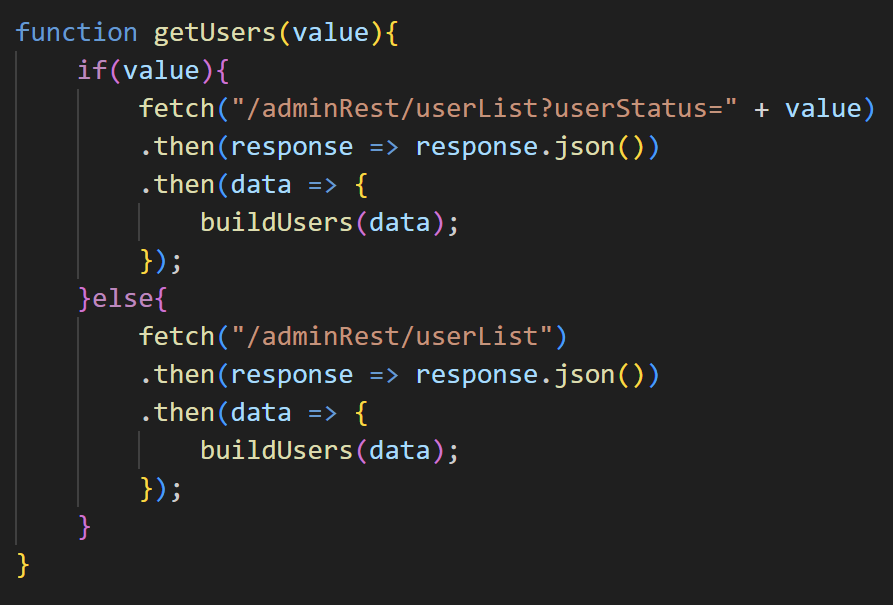 function getUsers(value){
    if(value){
        fetch("/adminRest/userList?userStatus=" + value)
        .then(response => response.json())
        .then(data => {
            buildUsers(data);
        });
    }else{
        fetch("/adminRest/userList")
        .then(response => response.json())
        .then(data => {
            buildUsers(data);
        });
    }
}